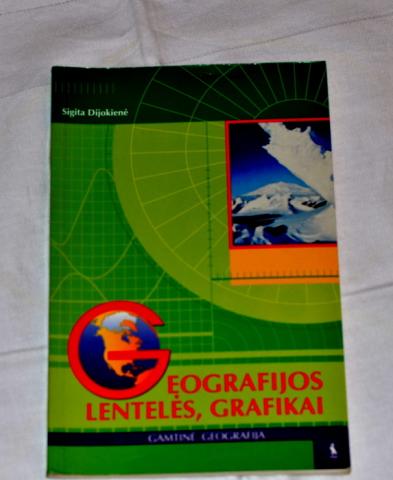 Sigita Dijokienė
GEOGRAFIJOS
LENTELĖS, GRAFIKAI
GAMTINĖ GEOGRAFIJA